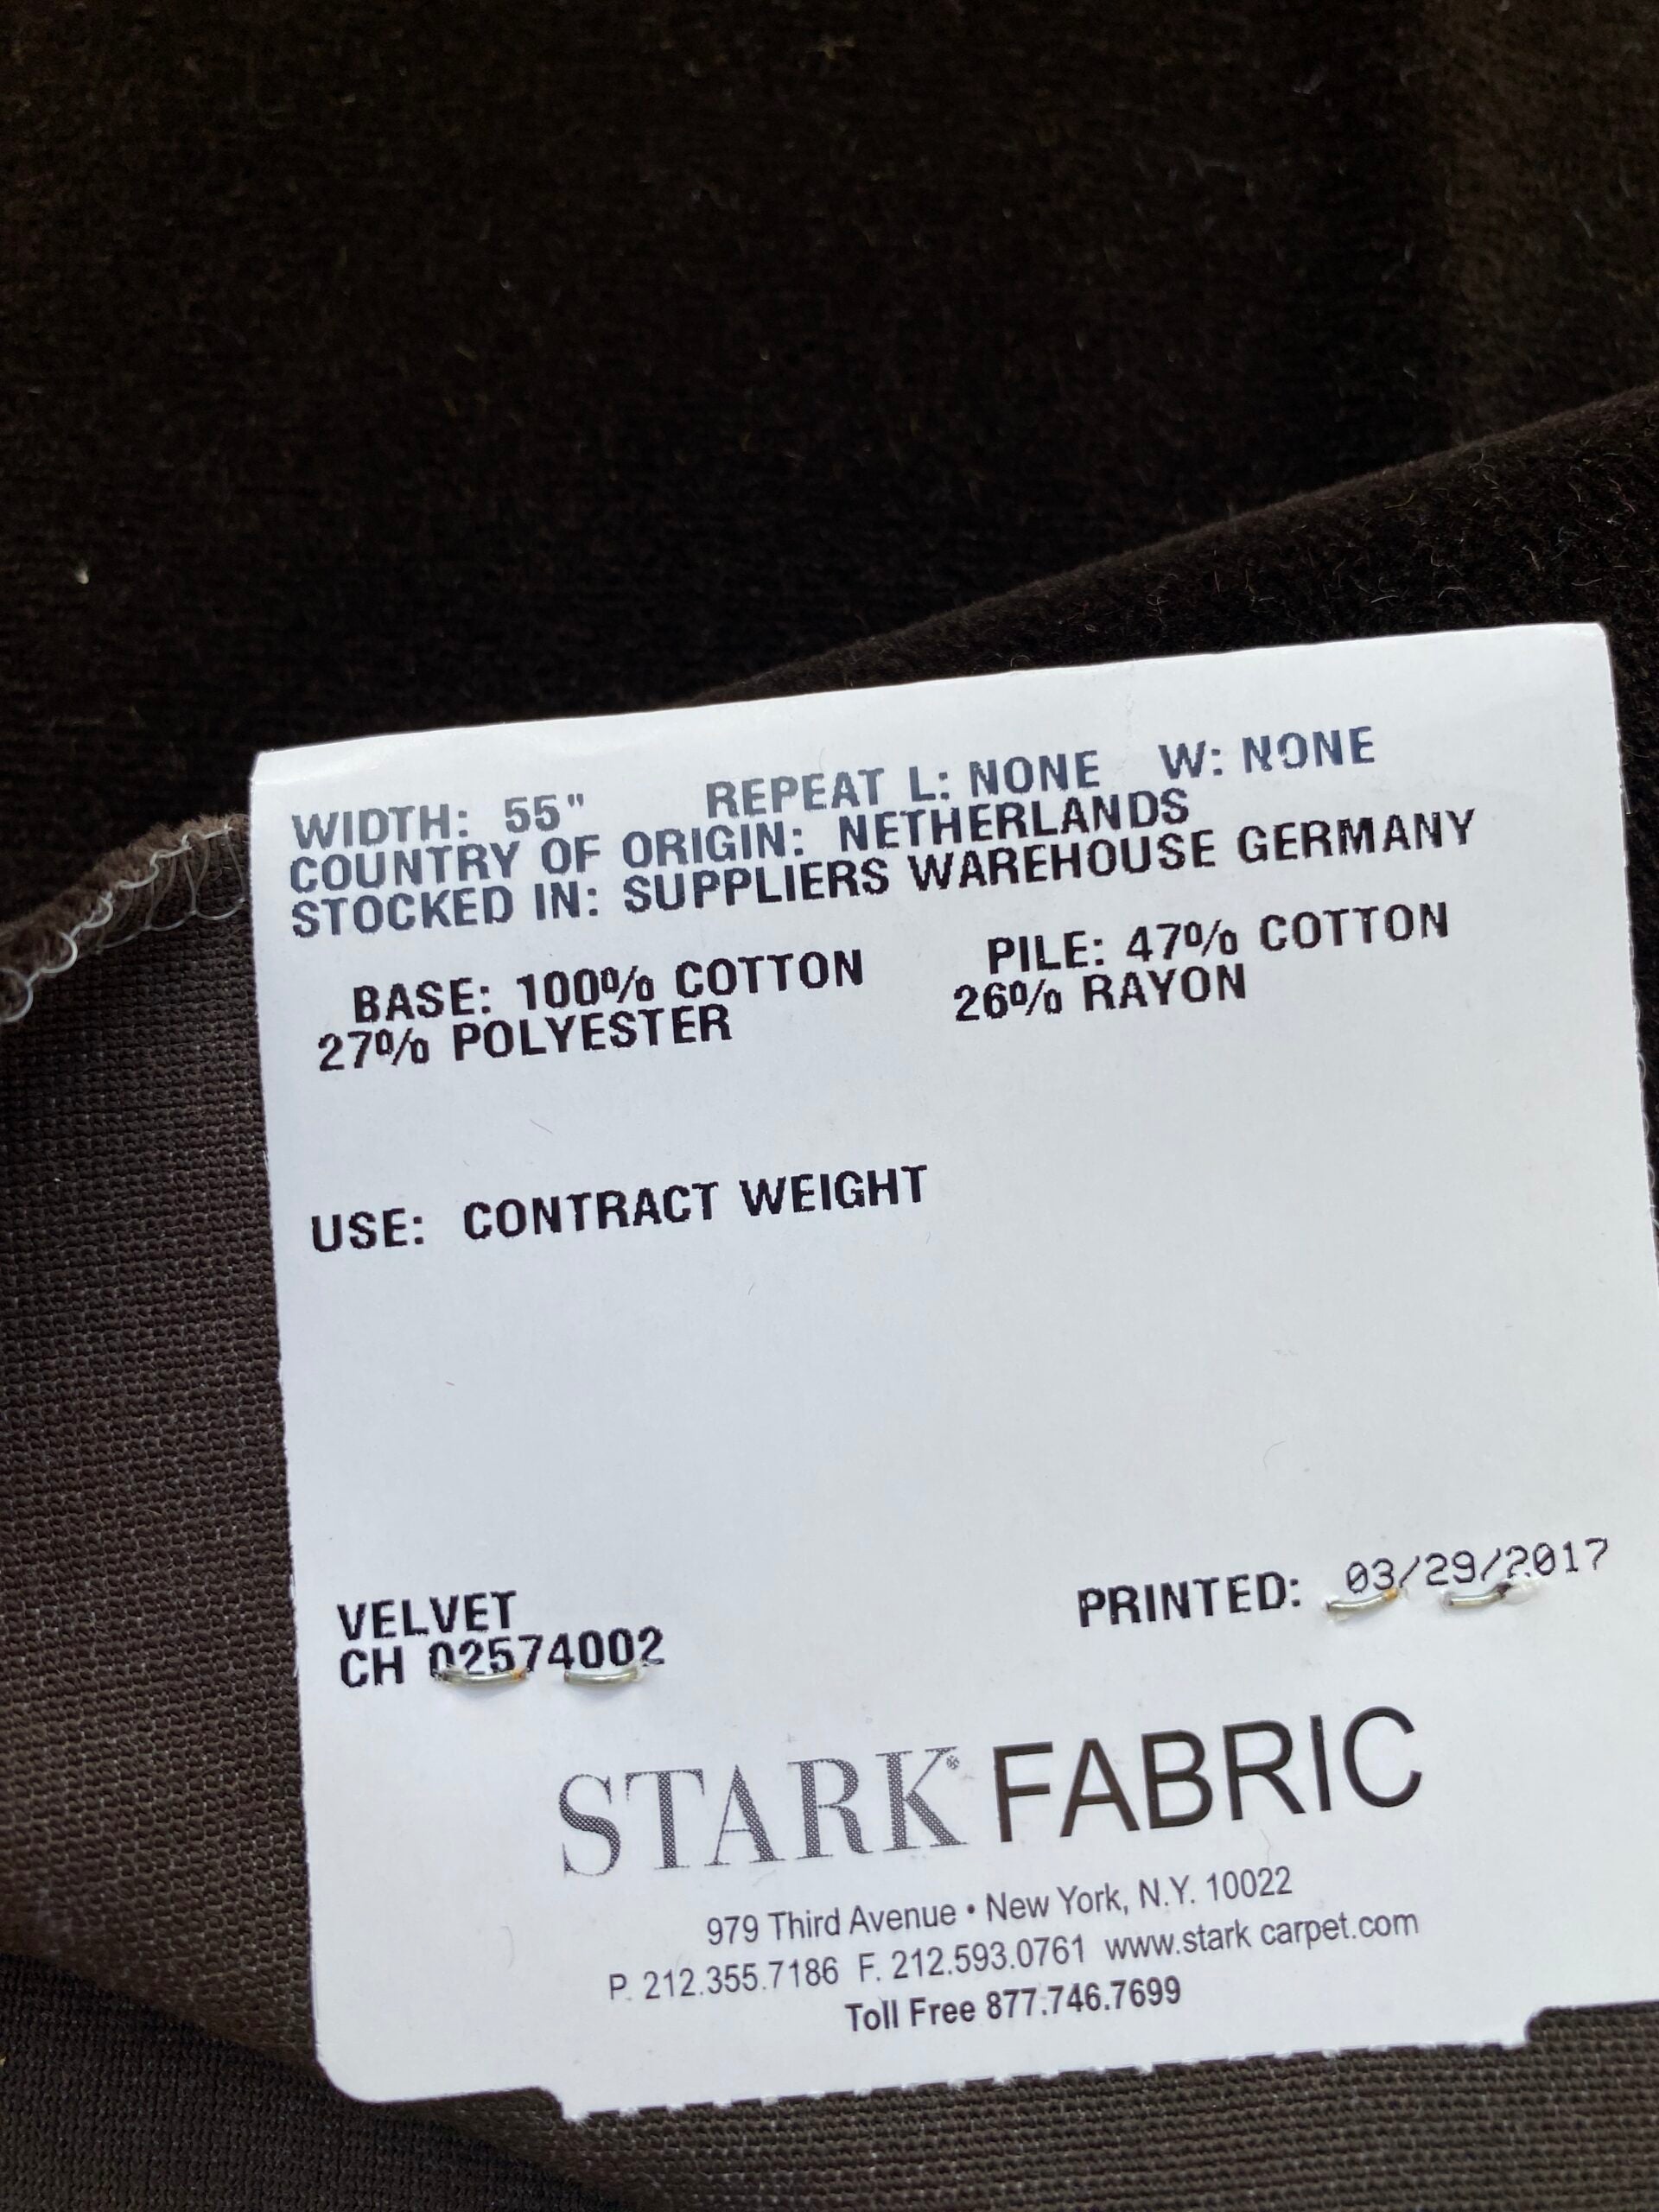 WIDTH: 55" REPEAT L: NONE W: NONE
COUNTRY OF ORIGIN: NETHERLANDS
STOCKED IN: SUPPLIERS WAREHOUSE GERMANY
BASE: 100% COTTON PILE: 47% COTTON
27% POLYESTER 26% RAYON
USE: CONTRACT WEIGHT
VELVET
CH 02574002
PRINTED: 03/29/2017
STARK® FABRIC
979 Third Avenue • New York, N.Y. 10022
P. 212.355.7186 F. 212.593.0761 www.stark carpet.com
Toll Free 877.746.7699